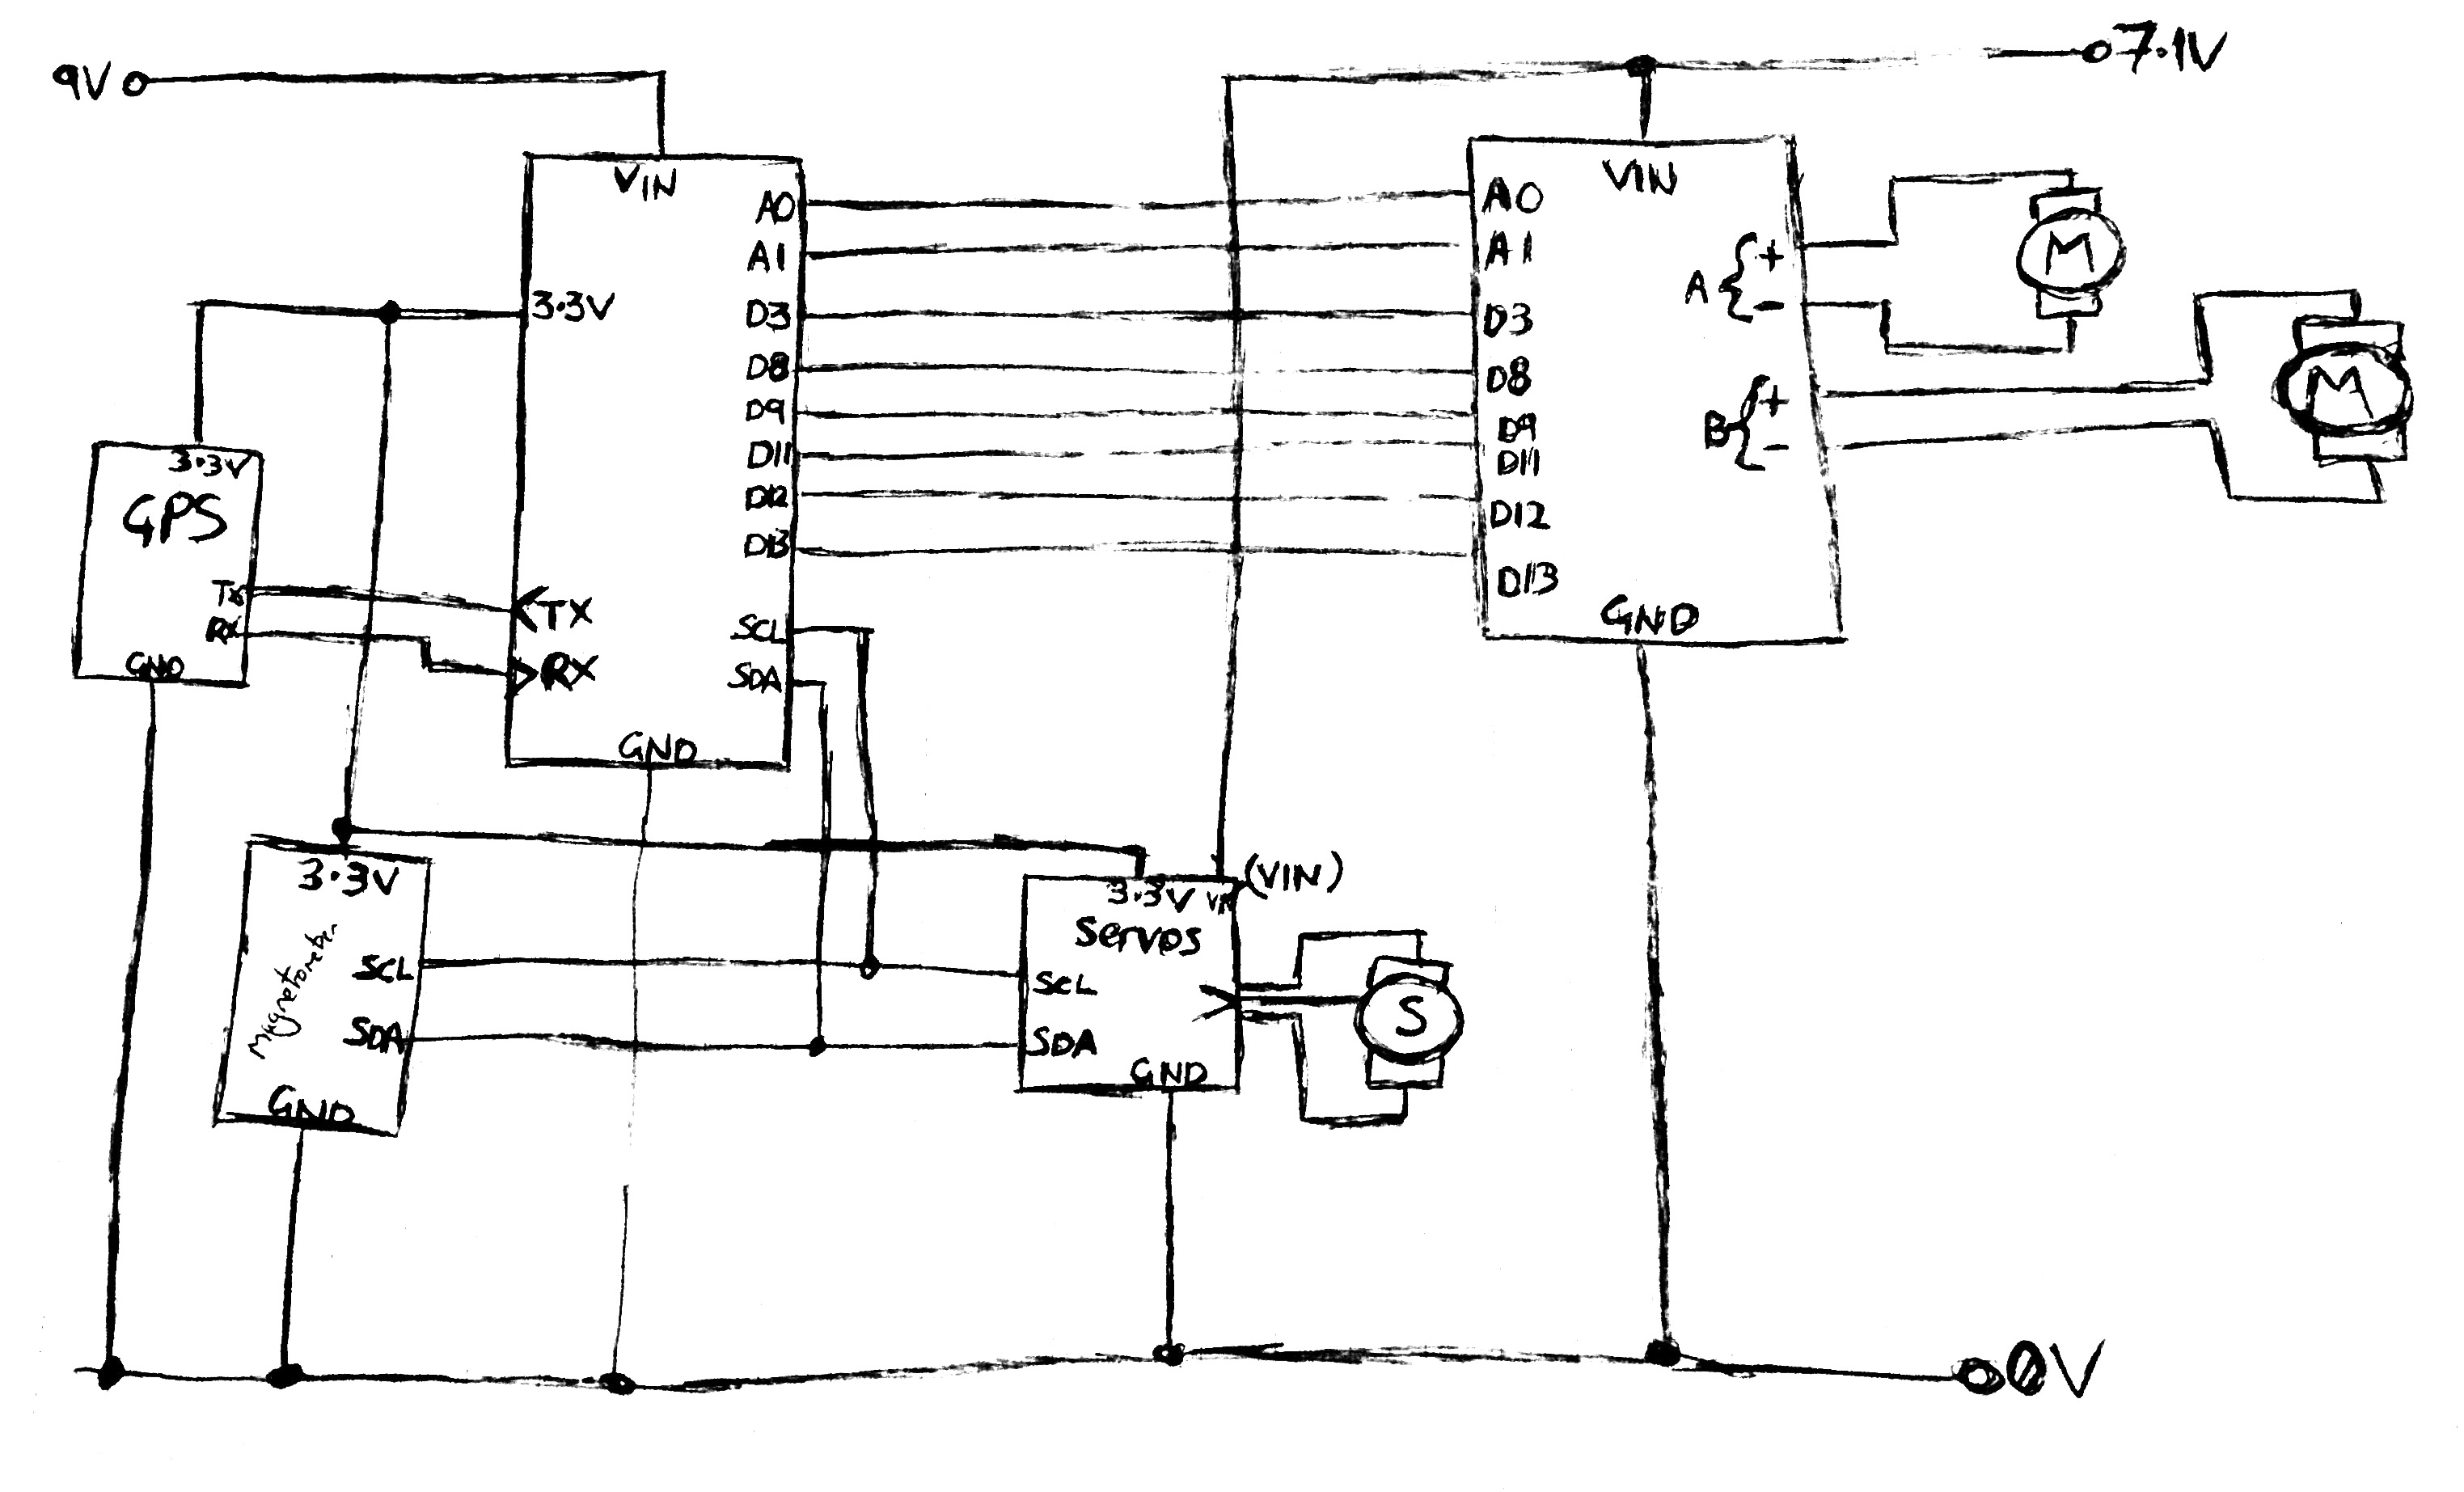 9V
7.1V
VIN
A0
A1
D3
D8
D9
D11
D12
D13
3.3V
TX
RX
SCL
SDA
GND
VIN
A0
A1
D3
D8
D9
D11
D12
D13
A { + -
B { + -
GND
M
M
3.3V
GPS
TX
RX
GND
3.3V
Magnetometer
SCL
SDA
GND
3.3V VIN (VIN)
Servos
SCL
SDA
GND
S
0V